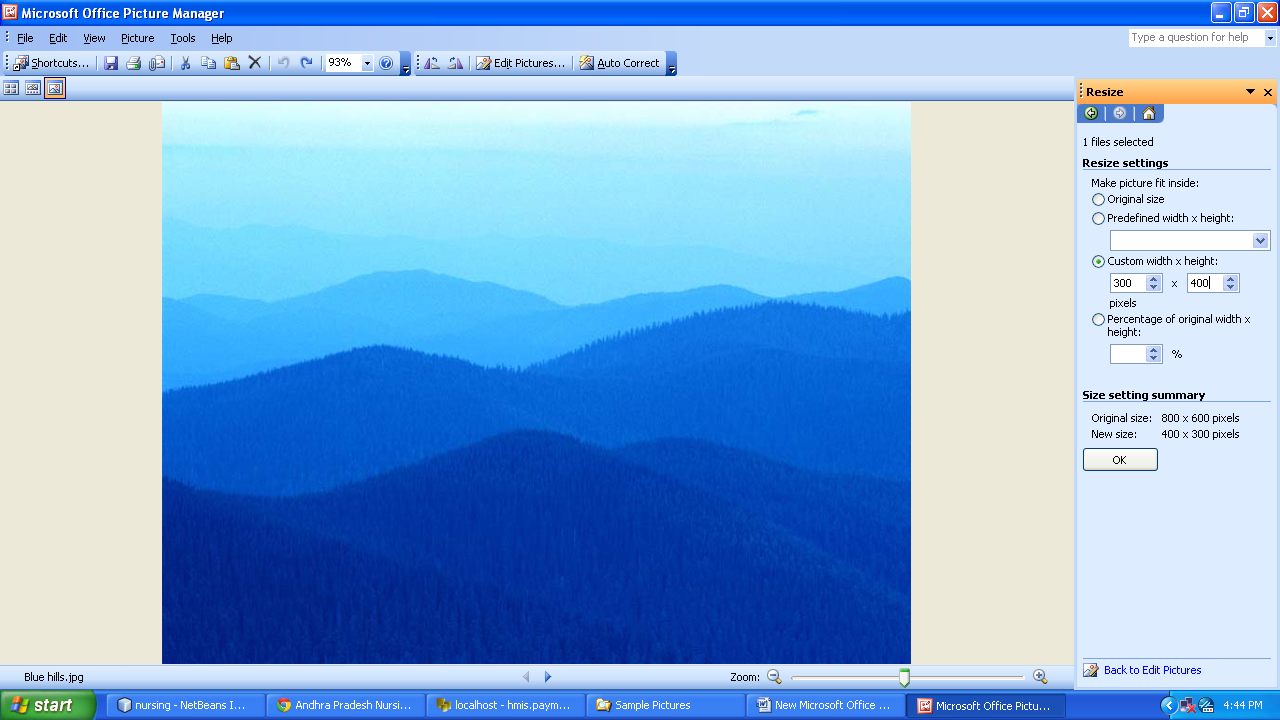 Microsoft Office Picture Manager
File Edit View Picture Tools Help
Type a question for help
Shortcuts... 93% Edit Pictures... Auto Correct
Resize
1 files selected
Resize settings
Make picture fit inside:
Original size
Predefined width x height:
Custom width x height:
300 x 400
pixels
Percentage of original width x
height:
%
Size setting summary
Original size: 800 x 600 pixels
New size: 400 x 300 pixels
OK
Back to Edit Pictures
Blue hills.jpg Zoom:
start nursing - NetBeans I... Andhra Pradesh Nursi... localhost - hmis.paym... Sample Pictures New Microsoft Office ... Microsoft Office Pictu... 4:44 PM